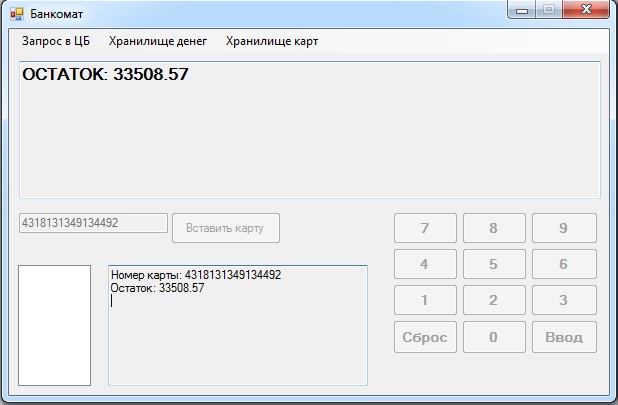 Банкомат
Запрос в ЦБ Хранилище денег Хранилище карт
ОСТАТОК: 33508.57
4318131349134492 Вставить карту
7 8 9
4 5 6
1 2 3
Сброс 0 Ввод
Номер карты: 4318131349134492
Остаток: 33508.57